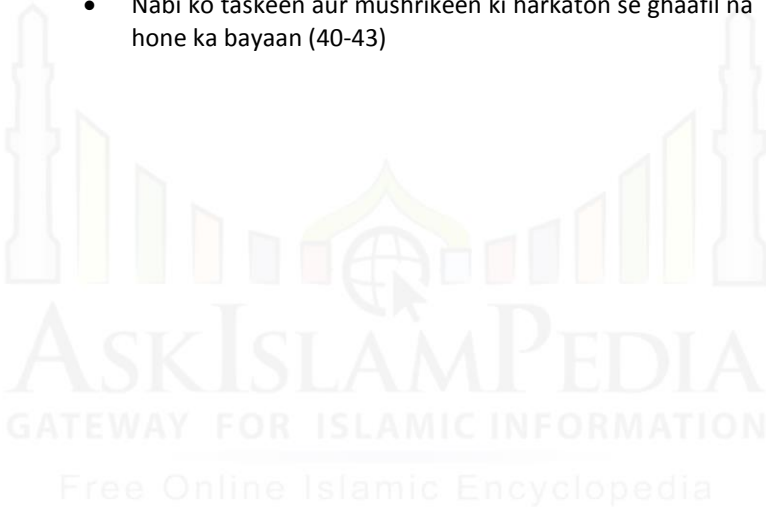 • Nabi ko taskeen aur mushrikeen ki harkaton se ghaafil na
hone ka bayaan (40-43)
ASKISLAMPEDIA
GATEWAY FOR ISLAMIC INFORMATION
Free Online Islamic Encyclopedia